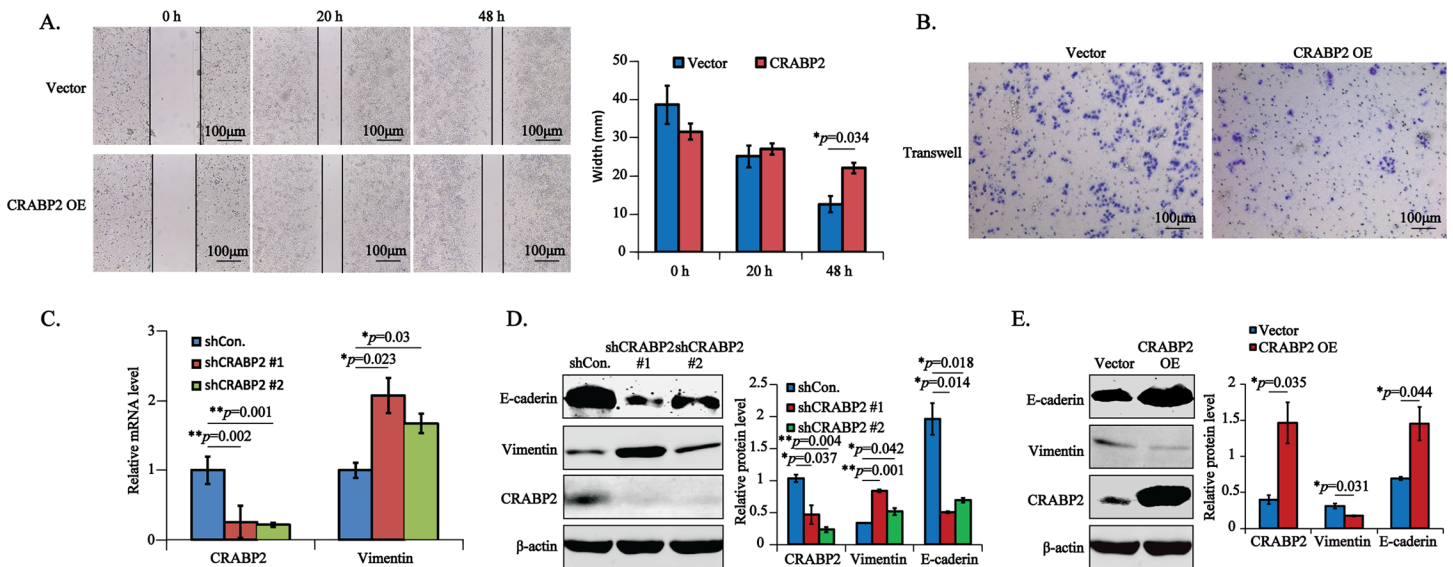 A.
0 h
20 h
48 h
Vector
100μm
100μm
100μm
CRABP2 OE
100μm
100μm
100μm
Width (mm)
50
40
30
20
10
0
Vector
CRABP2
*p=0.034
0 h
20 h
48 h
B.
Vector
CRABP2 OE
Transwell
100μm
100μm
C.
Relative mRNA level
3
2
1
0
shCon.
shCRABP2 #1
shCRABP2 #2
*p=0.03
*p=0.023
**p=0.001
**p=0.002
CRABP2
Vimentin
D.
shCon.
shCRABP2
#1
shCRABP2
#2
E-caderin
Vimentin
CRABP2
β-actin
Relative protein level
2.5
2
1.5
1
0.5
0
shCon.
shCRABP2 #1
shCRABP2 #2
*p=0.018
*p=0.014
**p=0.004
*p=0.037
*p=0.042
**p=0.001
CRABP2
Vimentin
E-caderin
E.
Vector
CRABP2
OE
E-caderin
Vimentin
CRABP2
β-actin
Vector
CRABP2 OE
Relative protein level
2
1.5
1
0.5
0
*p=0.035
*p=0.031
*p=0.044
CRABP2
Vimentin
E-caderin